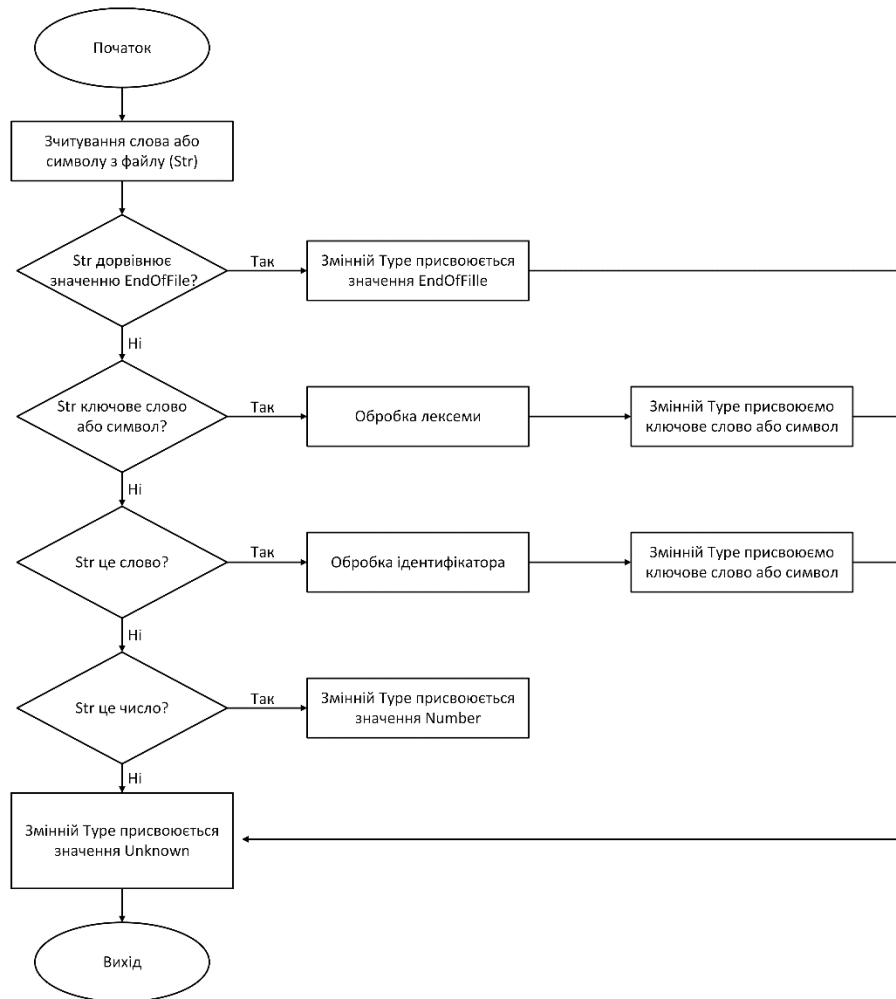 Початок
Зчитування слова або
символу з файлу (Str)
Str дорвівнює
значенню EndOfFile?
Так
Змінній Type присвоюється
значення EndOfFille
Ні
Str ключове слово
або символ?
Так
Обробка лексеми
Змінній Type присвоюємо
ключове слово або символ
Ні
Str це слово?
Так
Обробка ідентифікатора
Змінній Type присвоюємо
ключове слово або символ
Ні
Str це число?
Так
Змінній Type присвоюється
значення Number
Ні
Змінній Type присвоюється
значення Unknown
Вихід